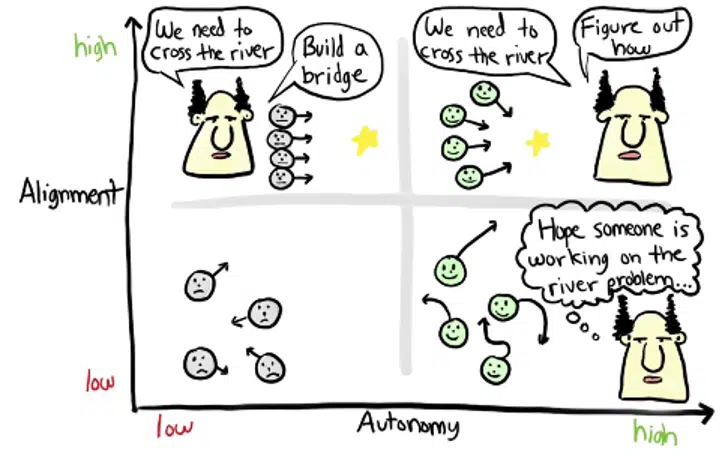 high
We need to
cross the river
Build a
bridge
We need to
cross the river
Figure out
how
Alignment
Hope someone is
working on the
river problem...
low
low
Autonomy
high